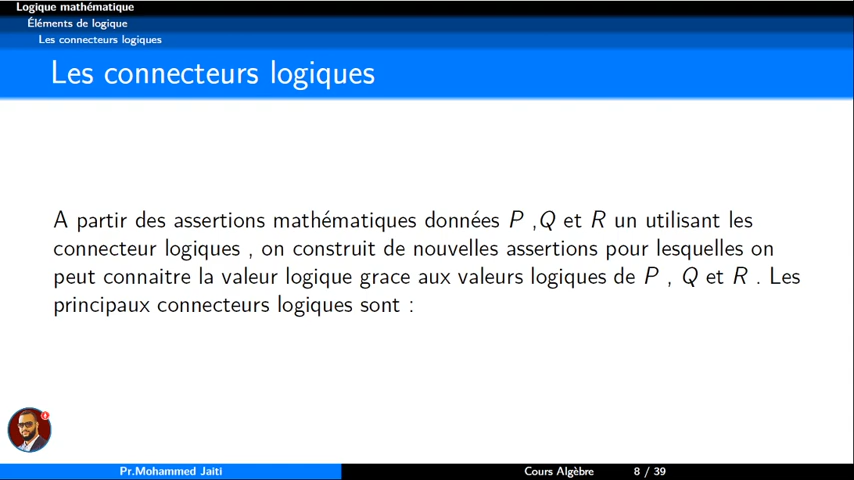 Logique mathématique
Éléments de logique
Les connecteurs logiques
Les connecteurs logiques
A partir des assertions mathématiques données P ,Q et R un utilisant les
connecteur logiques , on construit de nouvelles assertions pour lesquelles on
peut connaitre la valeur logique grace aux valeurs logiques de P , Q et R . Les
principaux connecteurs logiques sont :
Pr.Mohammed Jaiti
Cours Algèbre 8 / 39